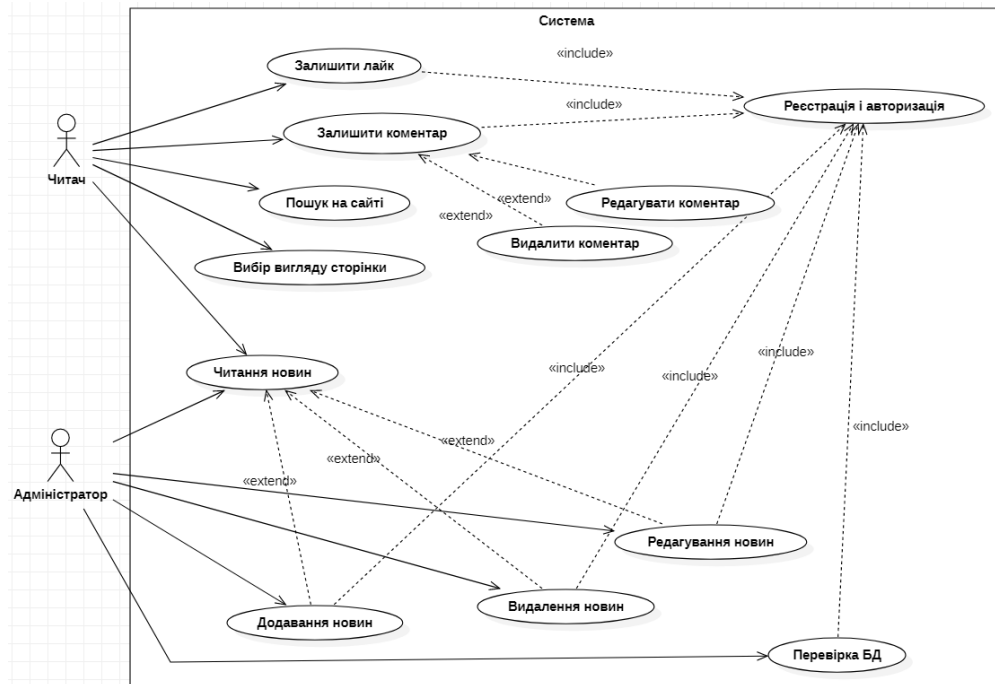 Система
«include»
Залишити лайк
«include»
Реєстрація і авторизація
Залишити коментар
Читач
«extend»
Пошук на сайті
Редагувати коментар
«extend»
Видалити коментар
Вибір вигляду сторінки
«include»
«include»
«include»
Читання новин
«include»
«extend»
«extend»
«extend»
Адміністратор
Редагування новин
Видалення новин
Додавання новин
Перевірка БД